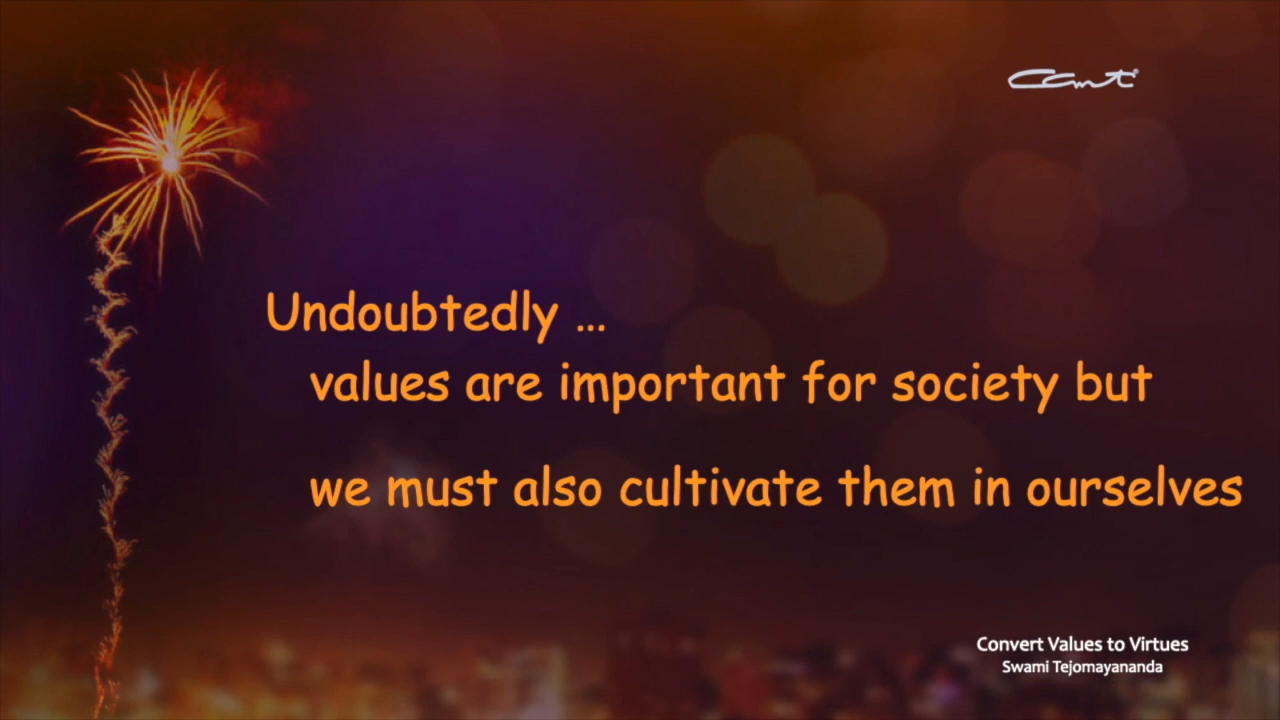 CCMT
Undoubtedly ...
values are important for society but
we must also cultivate them in ourselves
Convert Values to Virtues
Swami Tejomayananda